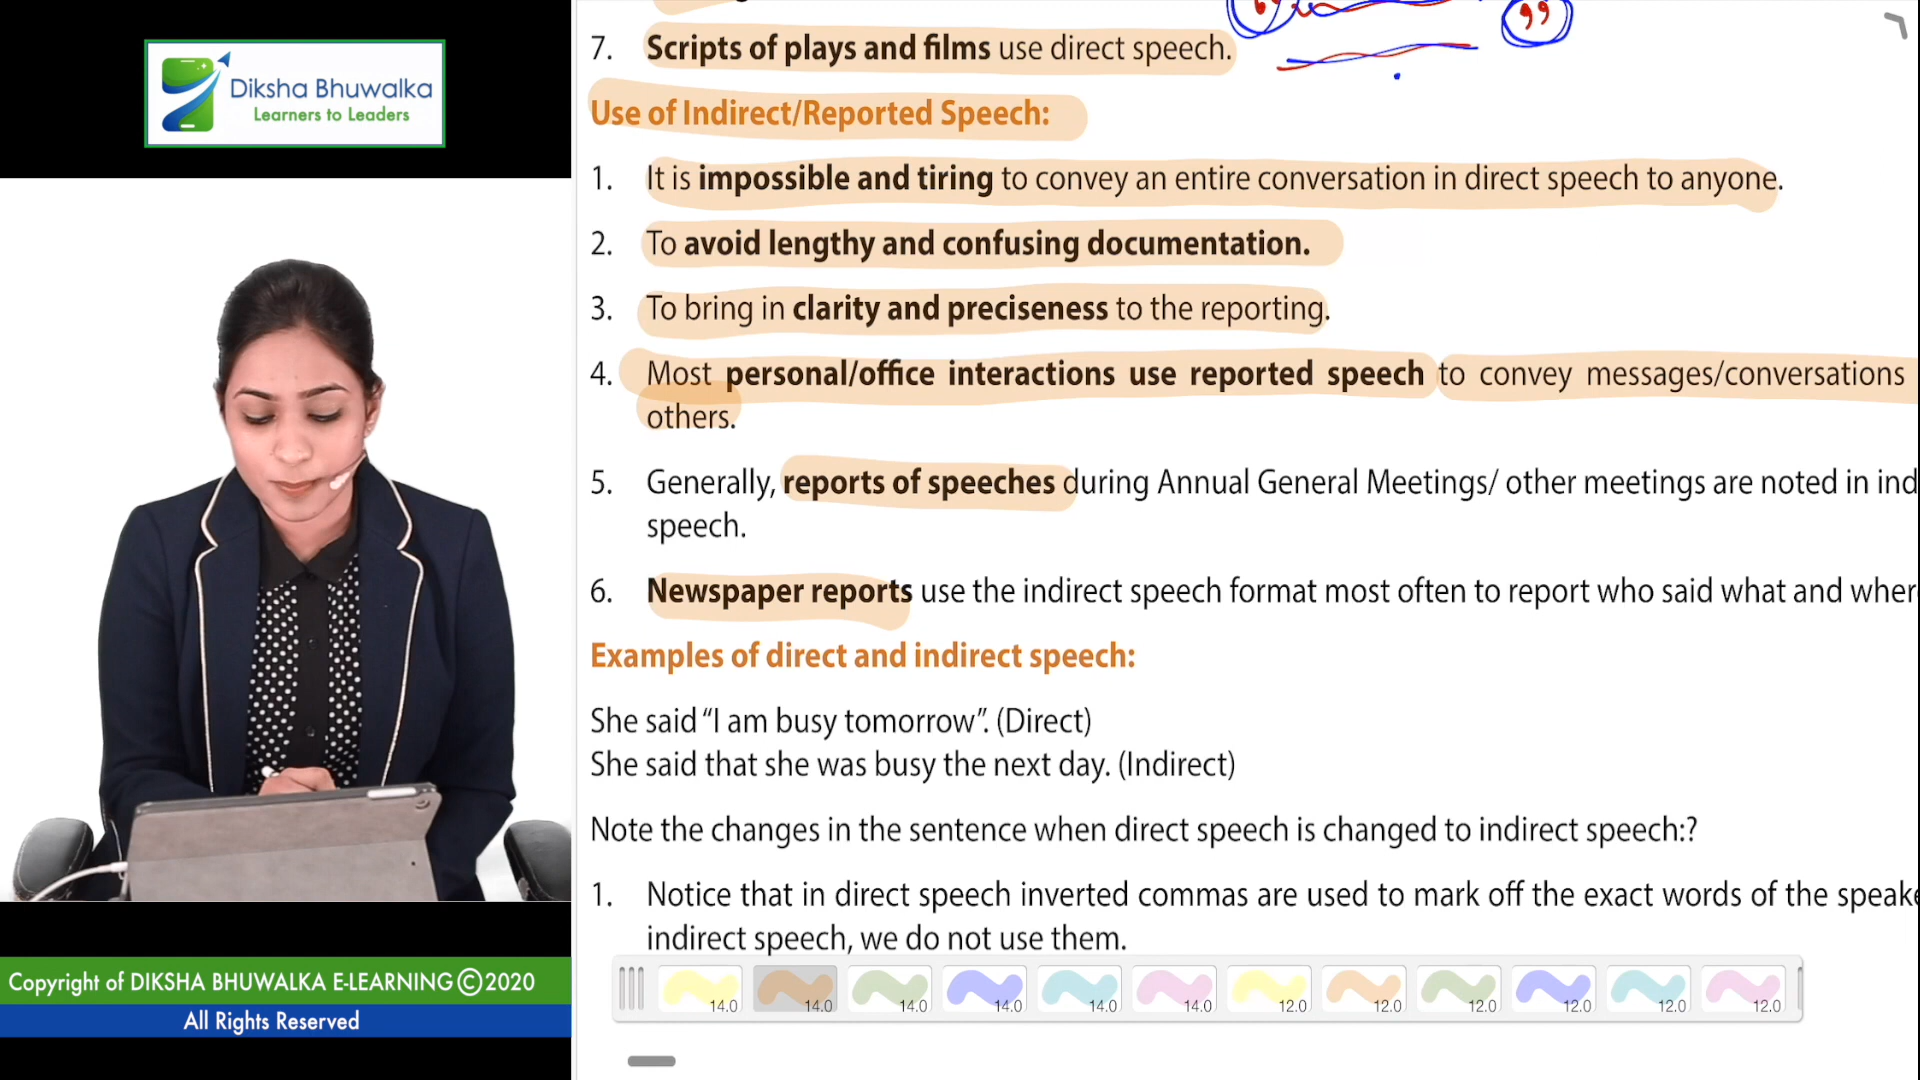 Diksha Bhuwalka
Learners to Leaders
7. Scripts of plays and films use direct speech.
Use of Indirect/Reported Speech:
1. It is impossible and tiring to convey an entire conversation in direct speech to anyone.
2. To avoid lengthy and confusing documentation.
3. To bring in clarity and preciseness to the reporting.
4. Most personal/office interactions use reported speech to convey messages/conversations
others.
5. Generally, reports of speeches during Annual General Meetings/ other meetings are noted in ind
speech.
6. Newspaper reports use the indirect speech format most often to report who said what and wher
Examples of direct and indirect speech:
She said “I am busy tomorrow”. (Direct)
She said that she was busy the next day. (Indirect)
Note the changes in the sentence when direct speech is changed to indirect speech:?
1. Notice that in direct speech inverted commas are used to mark off the exact words of the speake
indirect speech, we do not use them.
14.0 14.0 14.0 14.0 14.0 14.0 12.0 12.0 12.0 12.0 12.0 12.0
Copyright of DIKSHA BHUWALKA E-LEARNING©2020
All Rights Reserved